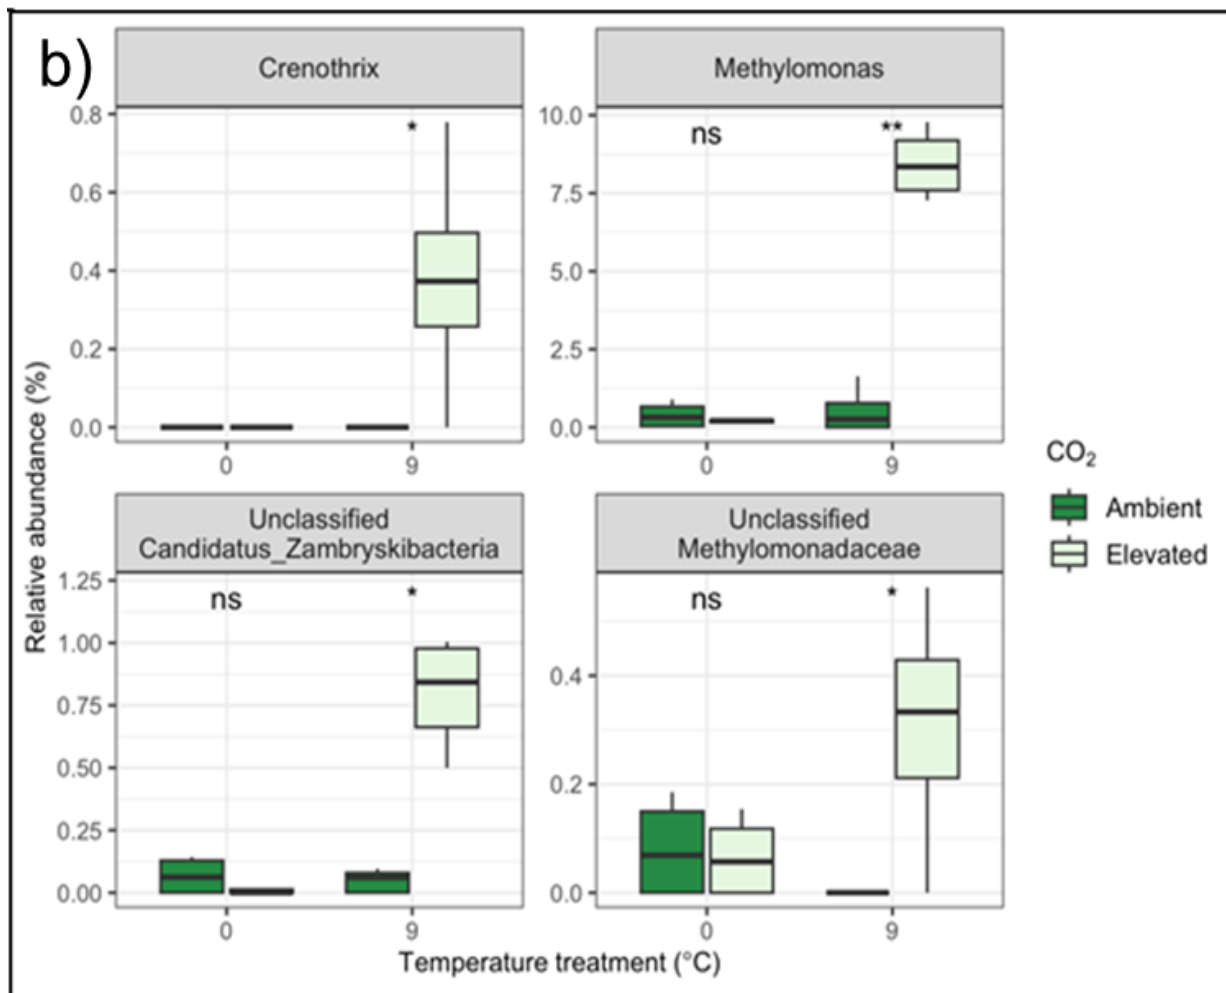 b)
Crenothrix
Methylomonas
0.8
0.6
0.4
0.2
0.0
*
0
9
10.0
7.5
5.0
2.5
0.0
ns
**
0
9
Relative abundance (%)
Unclassified
Candidatus_Zambryskibacteria
1.25
1.00
0.75
0.50
0.25
0.00
ns
*
0
9
Unclassified
Methylomonadaceae
0.4
0.2
0.0
ns
*
0
9
Temperature treatment (°C)
CO₂
Ambient
Elevated